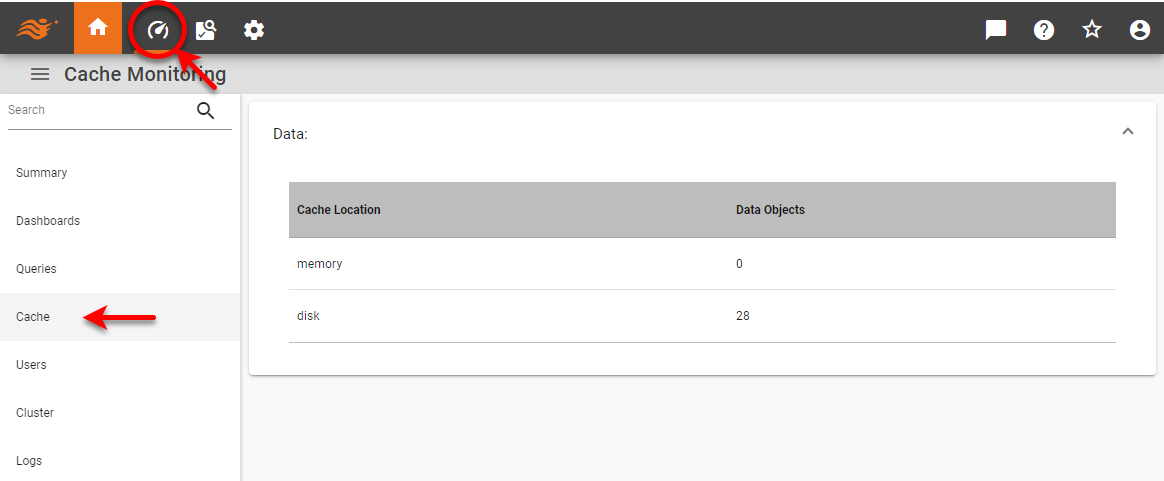 Cache Monitoring
Search
Summary
Dashboards
Queries
Cache
Users
Cluster
Logs
Data:
Cache Location Data Objects
memory 0
disk 28